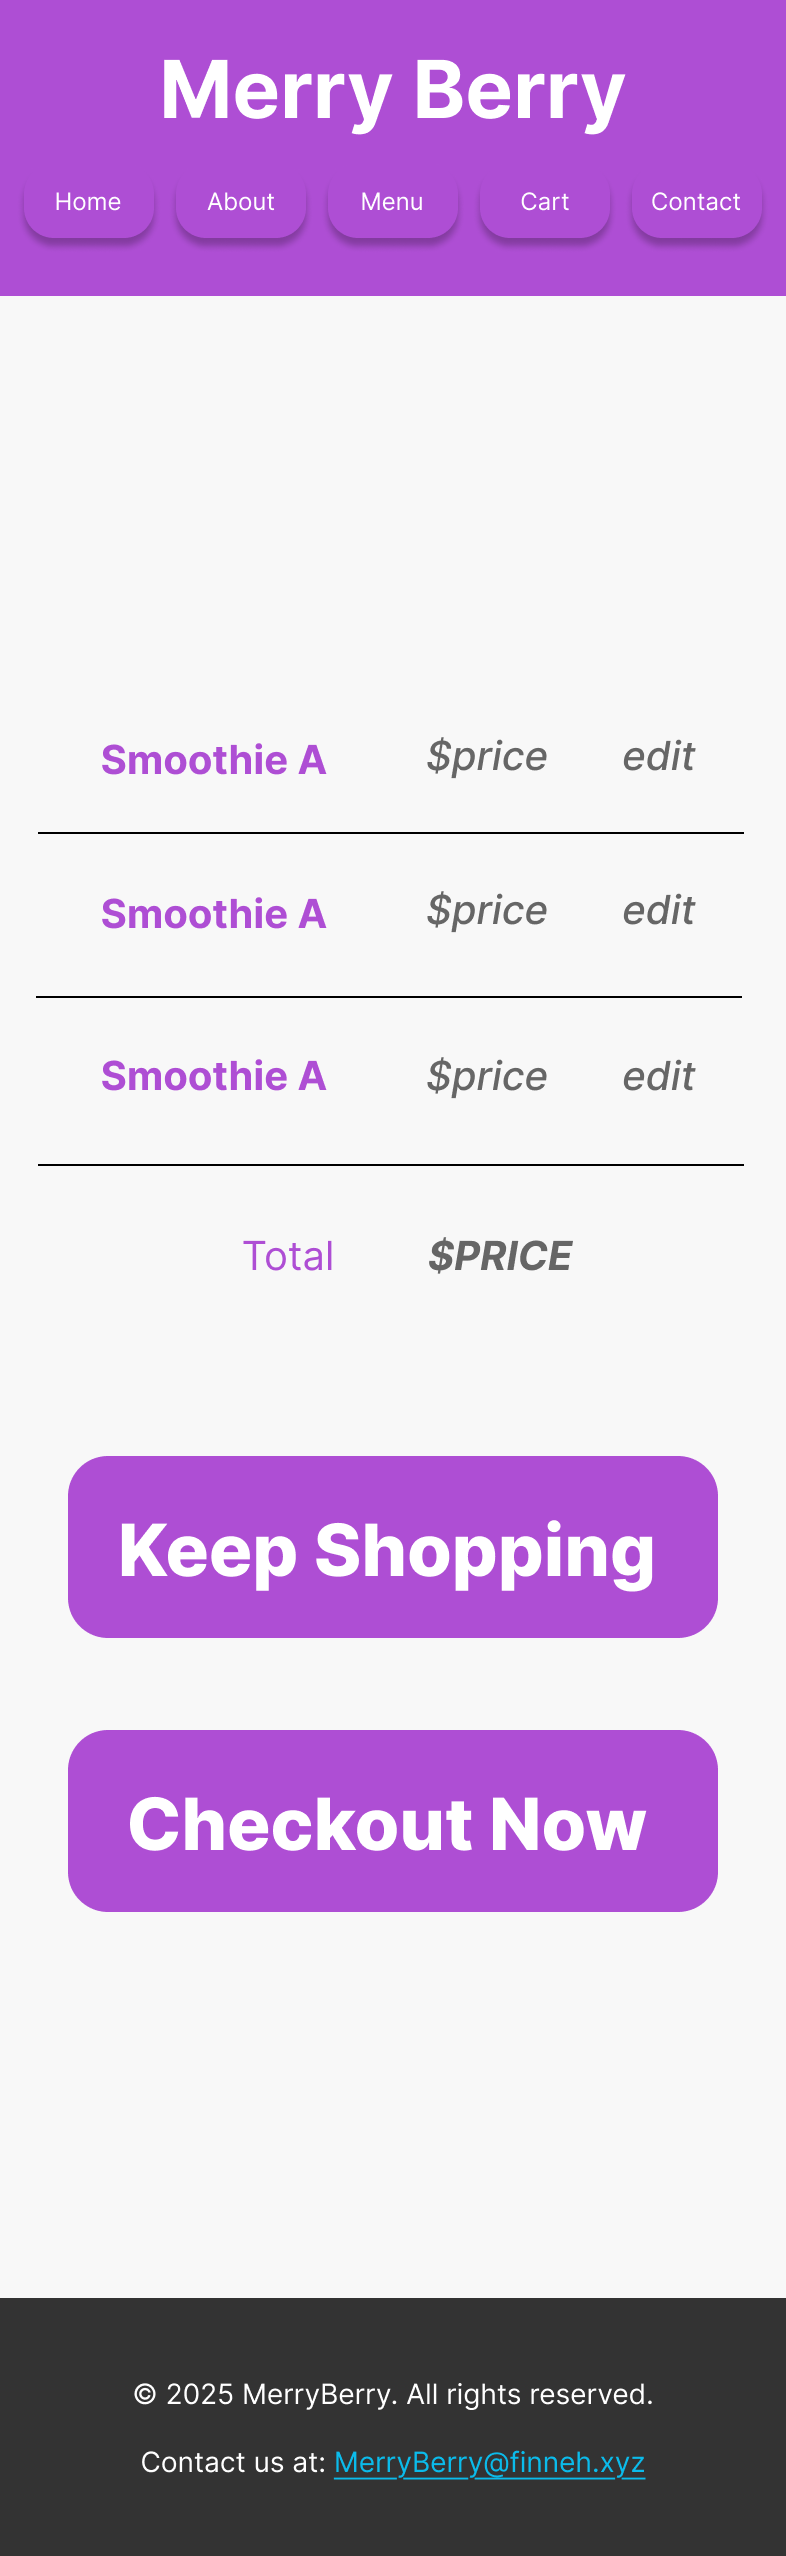 Merry Berry
Home About Menu Cart Contact
Smoothie A $price edit
Smoothie A $price edit
Smoothie A $price edit
Total $PRICE
Keep Shopping
Checkout Now
© 2025 MerryBerry. All rights reserved.
Contact us at: MerryBerry@finneh.xyz